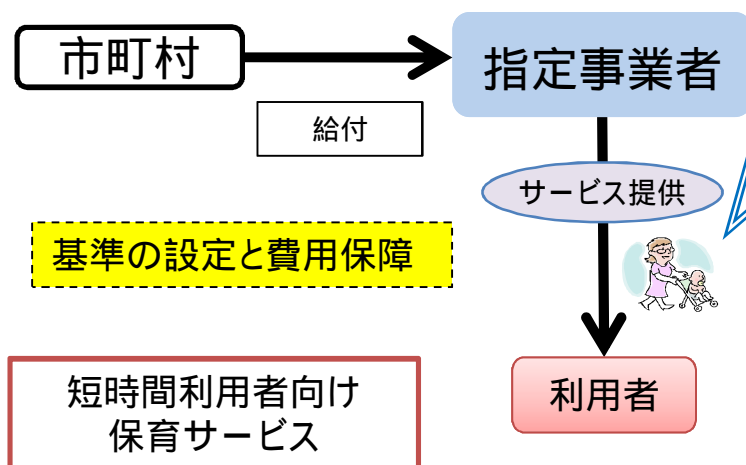 市町村
指定事業者
給付
サービス提供
基準の設定と費用保障
短時間利用者向け
保育サービス
利用者